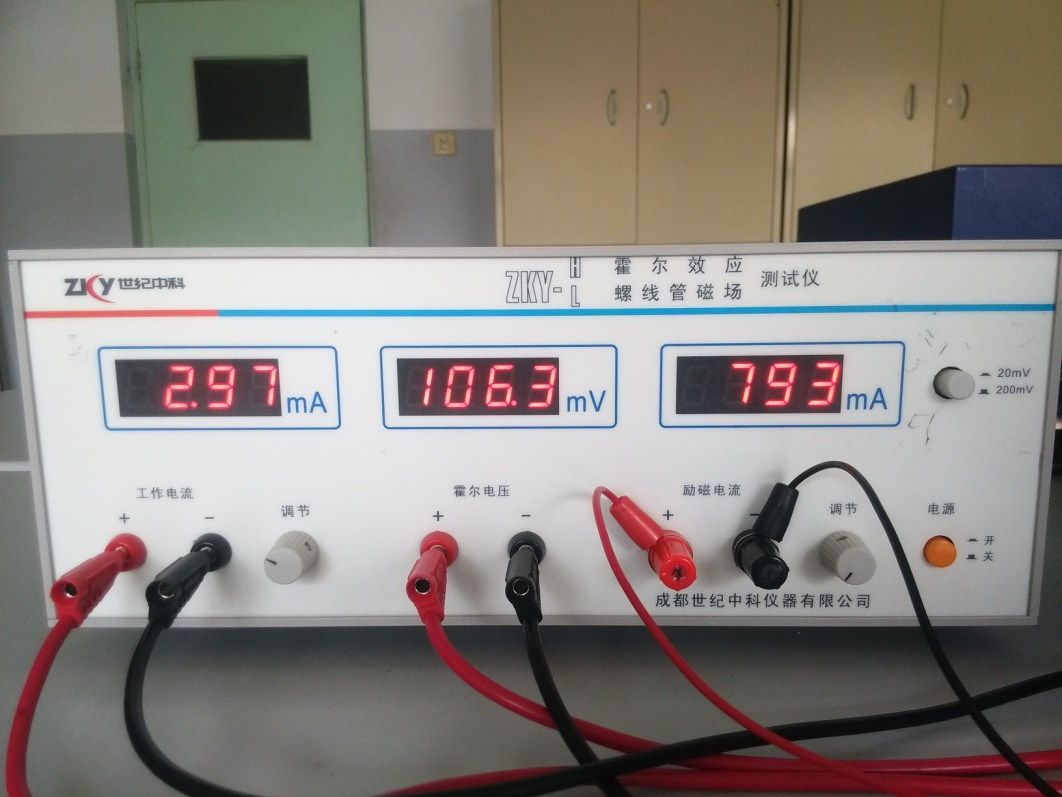 ZKY 世纪中科
ZKY-
H
L
霍尔效应
螺线管磁场
测试仪
2.97 mA
106.3 mV
793 mA
20mV
200mV
工作电流
+ −
调节
霍尔电压
+ −
励磁电流
+ −
调节
电源
开
关
成都世纪中科仪器有限公司